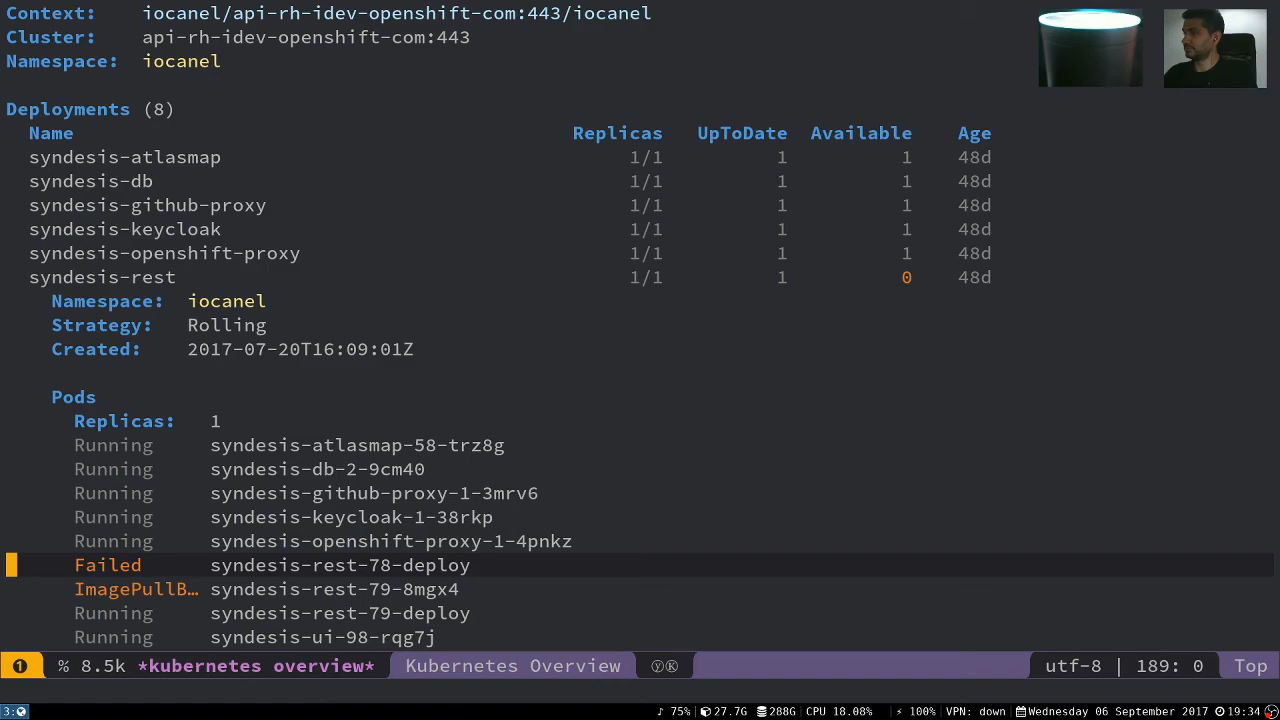 Context: iocanel/api-rh-idev-openshift-com:443/iocanel
Cluster: api-rh-idev-openshift-com:443
Namespace: iocanel
Deployments (8)
Name Replicas UpToDate Available Age
syndesis-atlasmap 1/1 1 1 48d
syndesis-db 1/1 1 1 48d
syndesis-github-proxy 1/1 1 1 48d
syndesis-keycloak 1/1 1 1 48d
syndesis-openshift-proxy 1/1 1 1 48d
syndesis-rest 1/1 1 0 48d
Namespace: iocanel
Strategy: Rolling
Created: 2017-07-20T16:09:01Z
Pods
Replicas: 1
Running syndesis-atlasmap-58-trz8g
Running syndesis-db-2-9cm40
Running syndesis-github-proxy-1-3mrv6
Running syndesis-keycloak-1-38rkp
Running syndesis-openshift-proxy-1-4pnkz
Failed syndesis-rest-78-deploy
ImagePullB… syndesis-rest-79-8mgx4
Running syndesis-rest-79-deploy
Running syndesis-ui-98-rqg7j
❶ % 8.5k *kubernetes overview* Kubernetes Overview ⓨⓀ utf-8 | 189: 0 Top
3: 75% 27.7G 288G CPU 18.08% 100% VPN: down Wednesday 06 September 2017 19:34